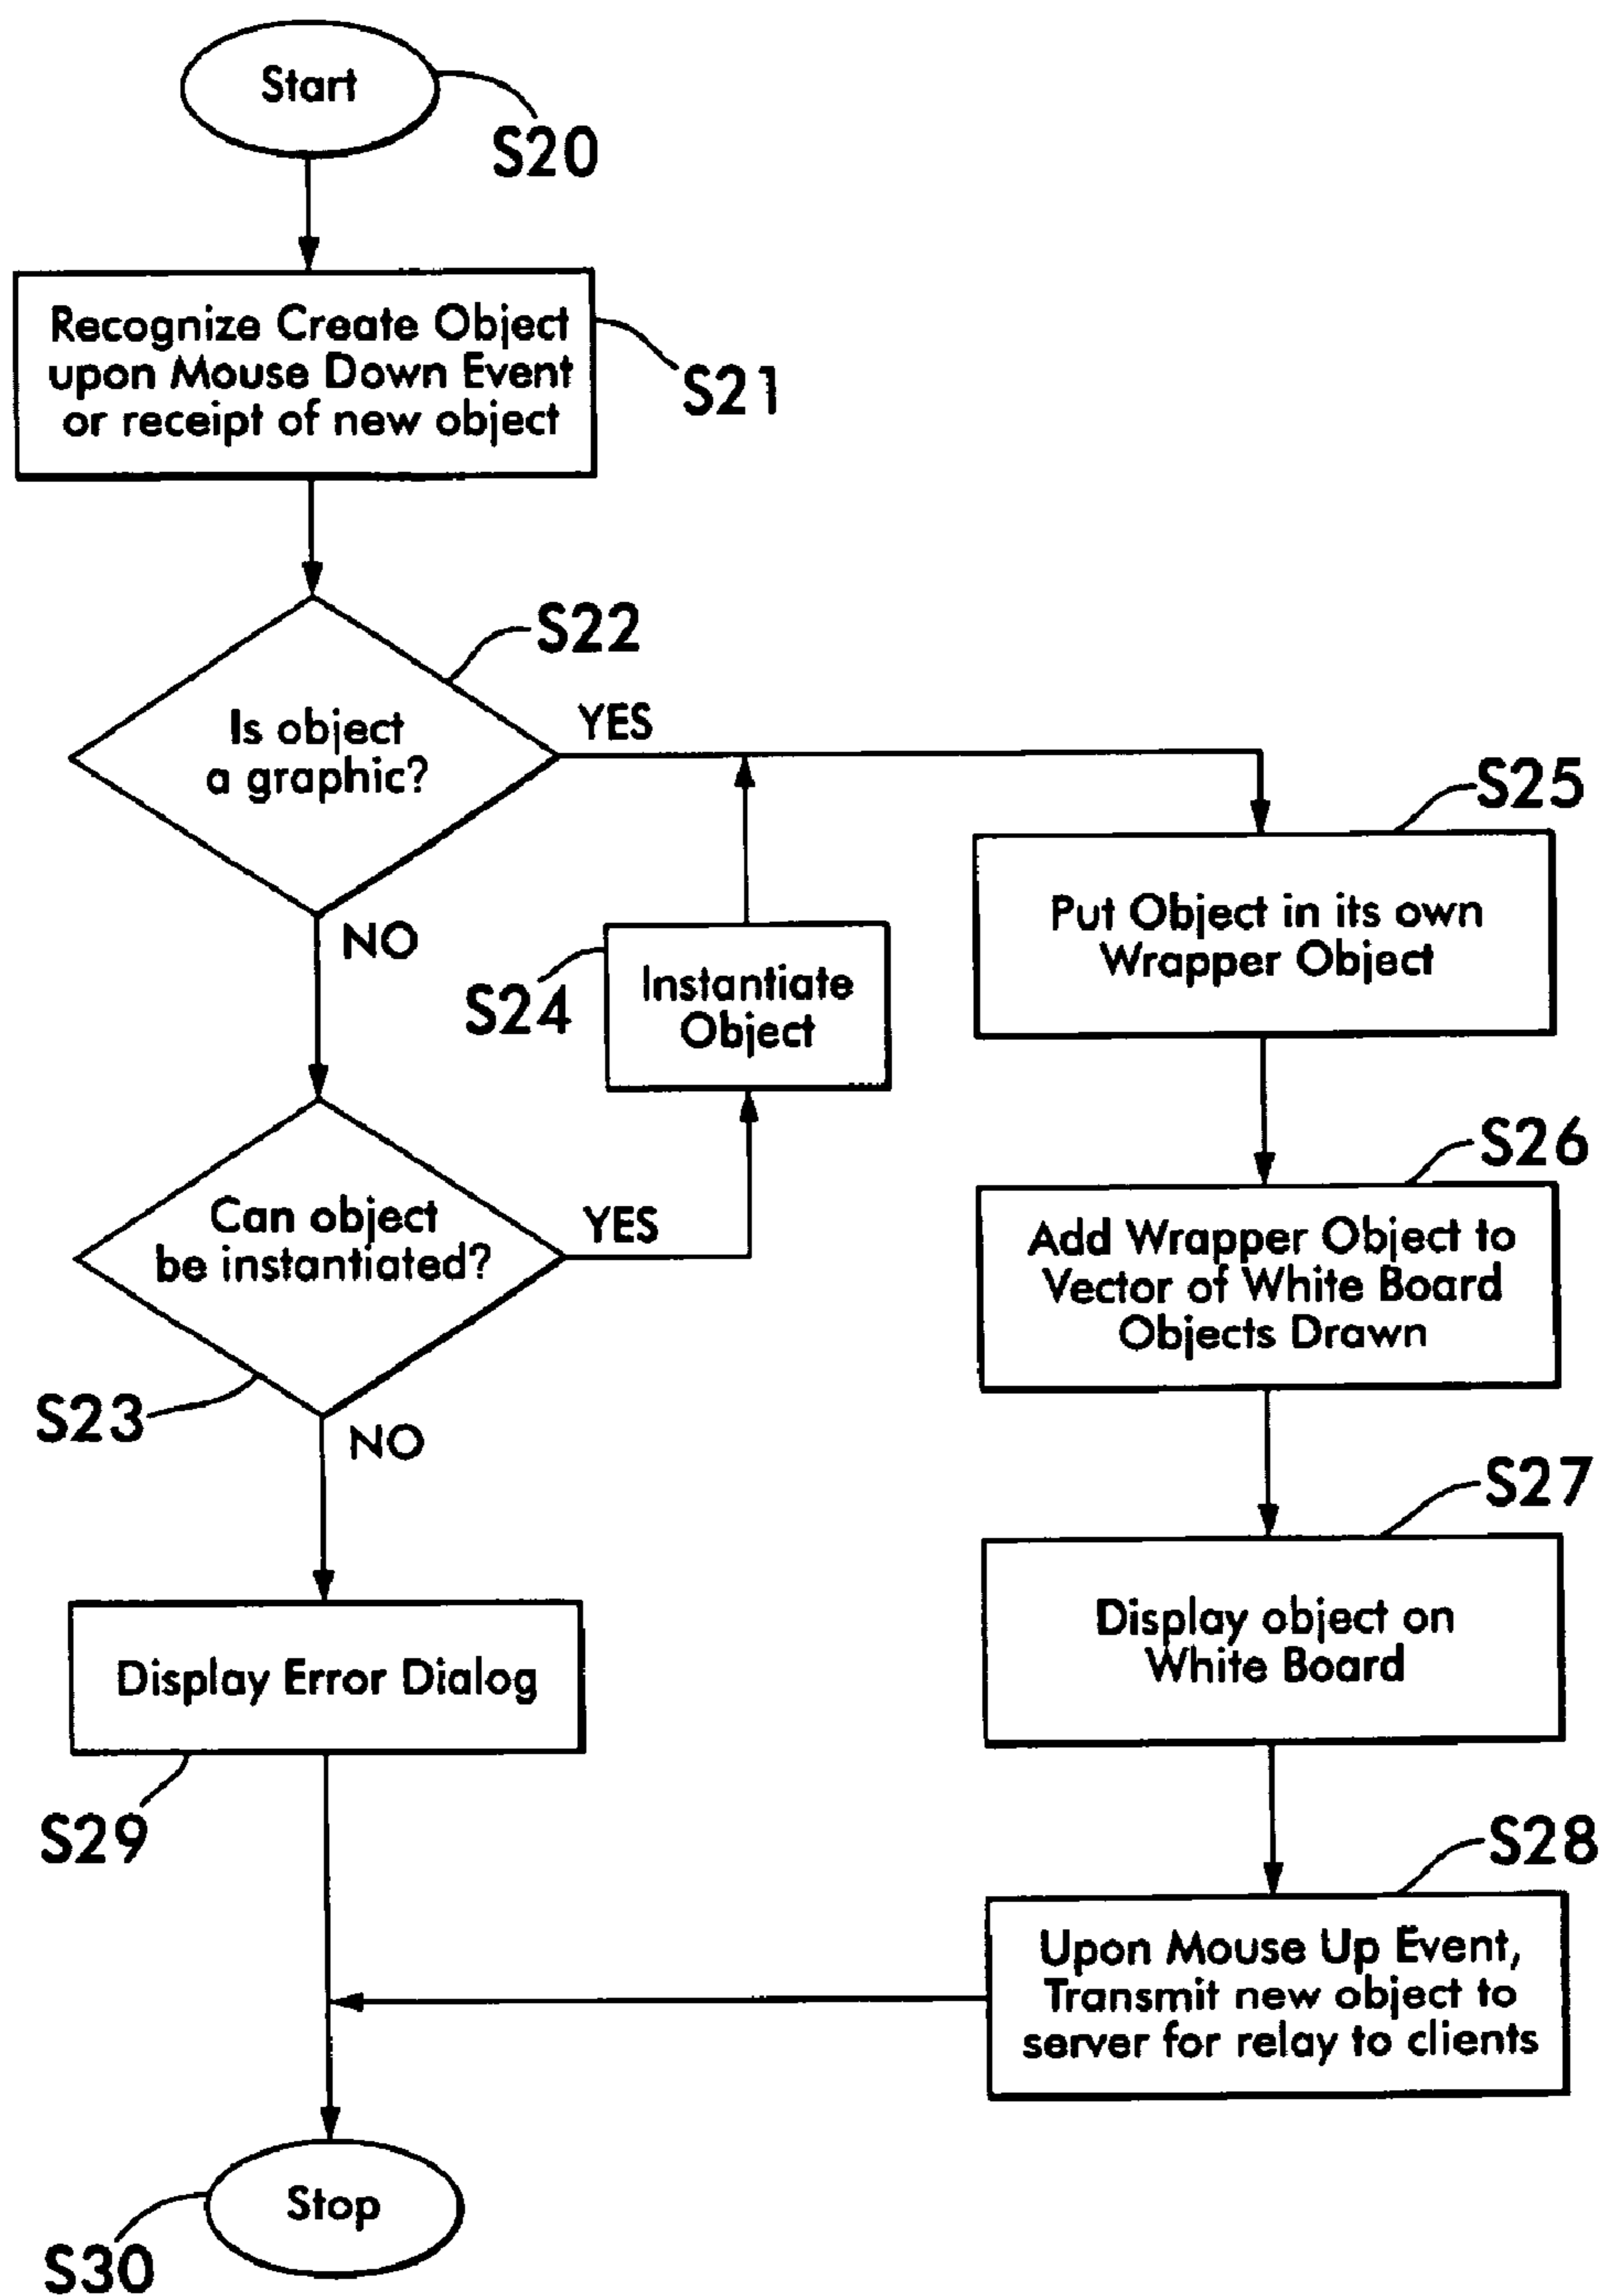 Start
S20
Recognize Create Object
upon Mouse Down Event
or receipt of new object
S21
S22
Is object
a graphic?
YES
NO
S25
Put Object in its own
Wrapper Object
S24
Instantiate
Object
S26
Add Wrapper Object to
Vector of White Board
Objects Drawn
Can object
be instantiated?
YES
S23
NO
S27
Display object on
White Board
Display Error Dialog
S29
S28
Upon Mouse Up Event,
Transmit new object to
server for relay to clients
Stop
S30